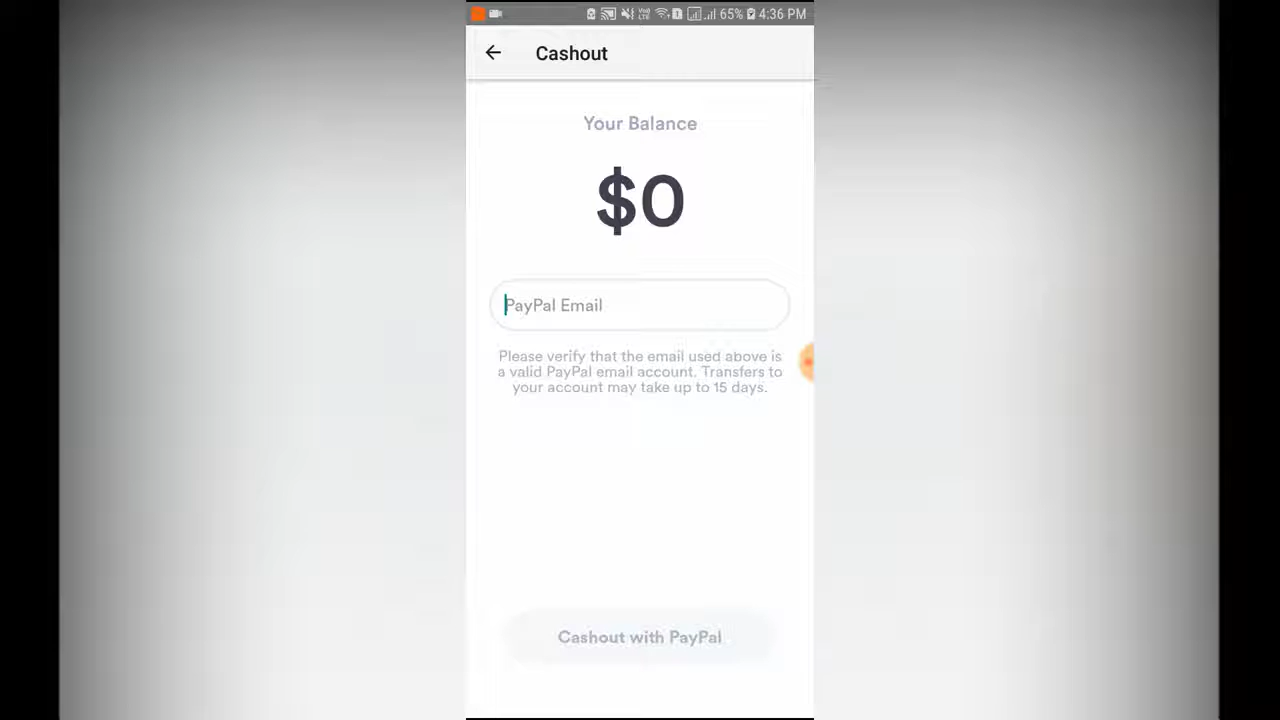 65% 4:36 PM
Cashout
Your Balance
$0
PayPal Email
Please verify that the email used above is
a valid PayPal email account. Transfers to
your account may take up to 15 days.
Cashout with PayPal